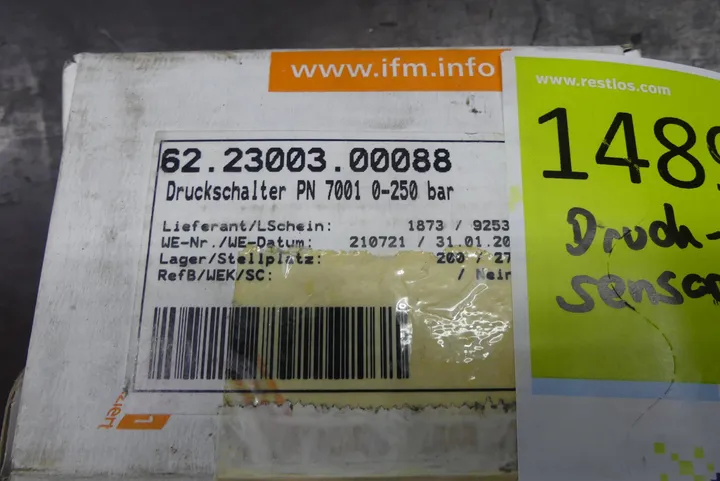 www.ifm.info
www.restlos.com
1489
62.23003.00088
Druckschalter PN 7001 0-250 bar
Lieferant/LSchein: 1873 / 9253
WE-Nr./WE-Datum: 210721 / 31.01.20
Lager/Stellplatz: 200 / 27
RefB/WEK/SC: / Nein
Druck-
sensor